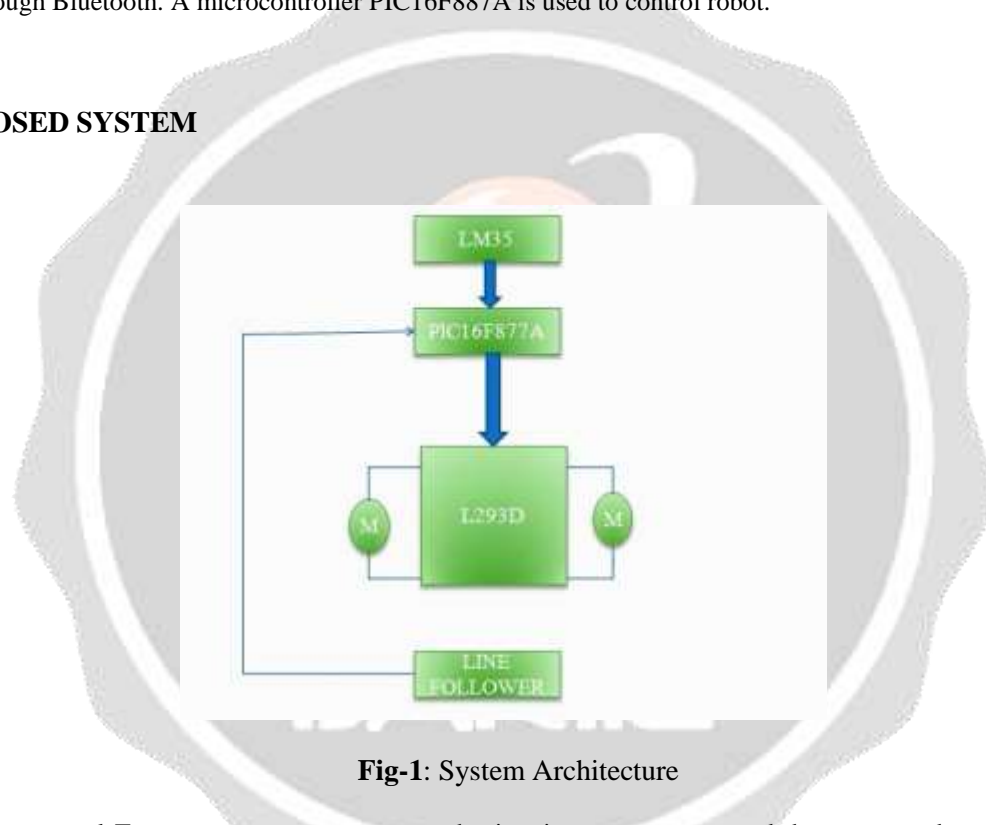 ough Bluetooth. A microcontroller PIC16F887A is used to control robot.
OSED SYSTEM
LM35
PIC16F877A
L293D
M
M
LINE
FOLLOWER
Fig-1: System Architecture